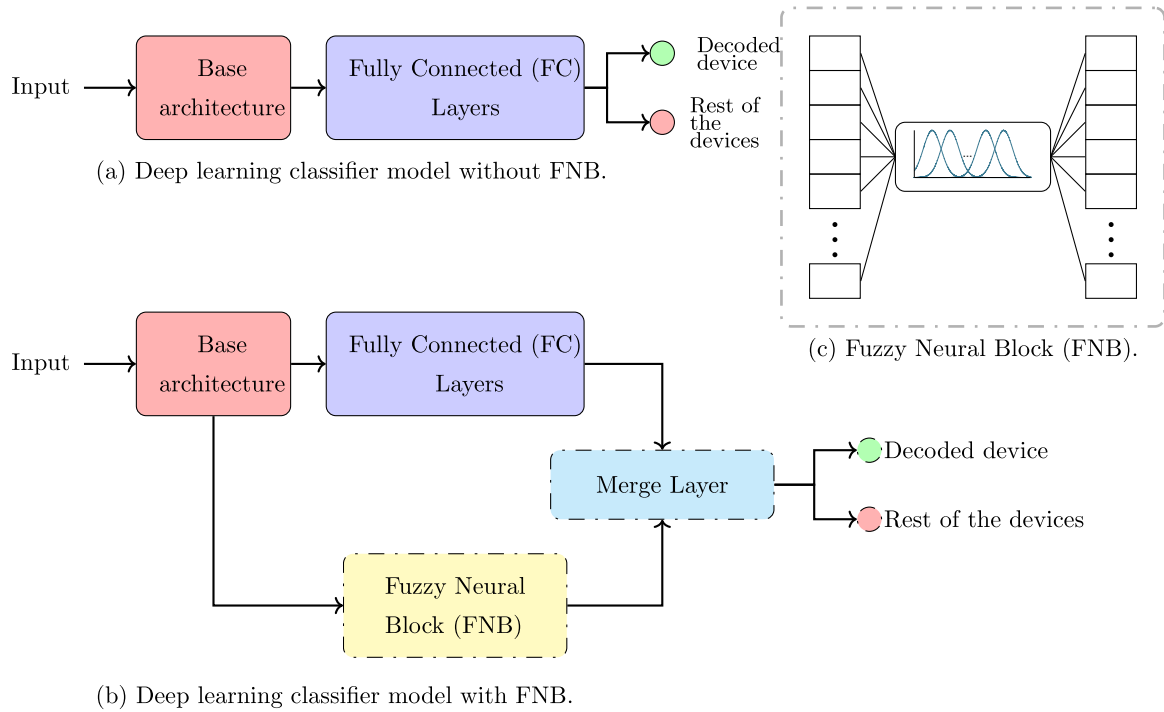 Input
Base
architecture
Fully Connected (FC)
Layers
Decoded
device
Rest of
the
devices
(a) Deep learning classifier model without FNB.
...
(c) Fuzzy Neural Block (FNB).
Input
Base
architecture
Fully Connected (FC)
Layers
Merge Layer
Decoded device
Rest of the devices
Fuzzy Neural
Block (FNB)
(b) Deep learning classifier model with FNB.